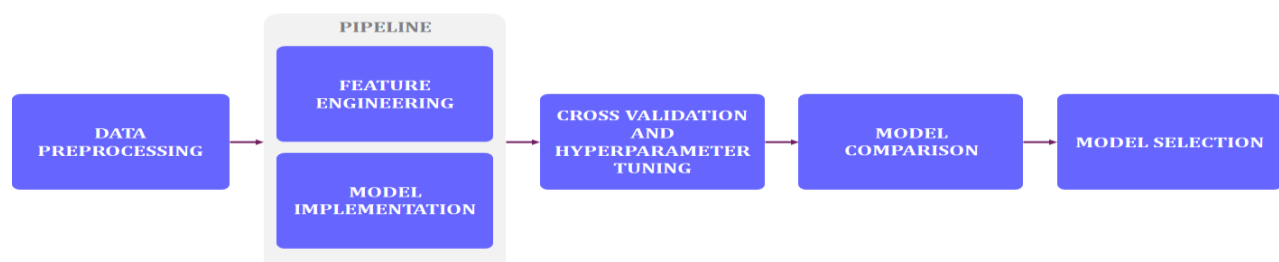 PIPELINE
FEATURE
ENGINEERING
DATA
PREPROCESSING
MODEL
IMPLEMENTATION
CROSS VALIDATION
AND
HYPERPARAMETER
TUNING
MODEL
COMPARISON
MODEL SELECTION